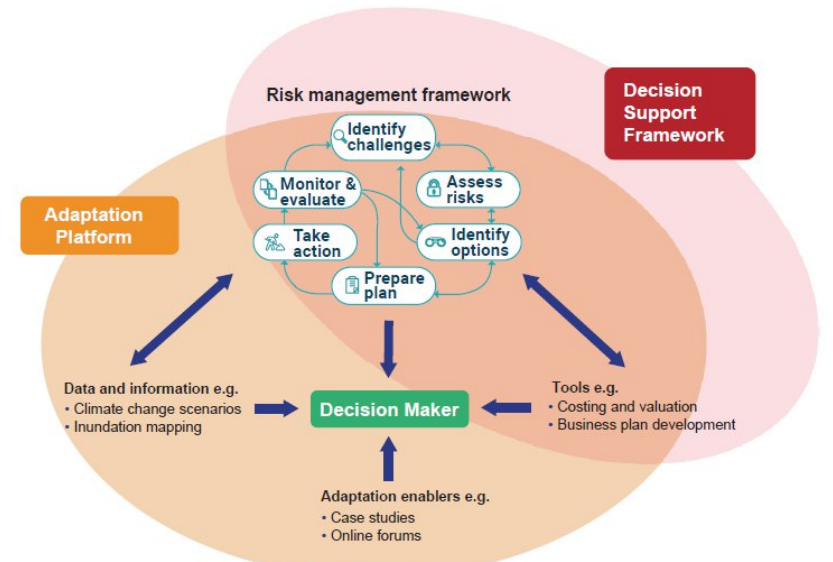 Risk management framework
Decision
Support
Framework
Identify
challenges
Monitor &
evaluate
Assess
risks
Adaptation
Platform
Take
action
Identify
options
Prepare
plan
Data and information e.g.
• Climate change scenarios
• Inundation mapping
Decision Maker
Tools e.g.
• Costing and valuation
• Business plan development
Adaptation enablers e.g.
• Case studies
• Online forums